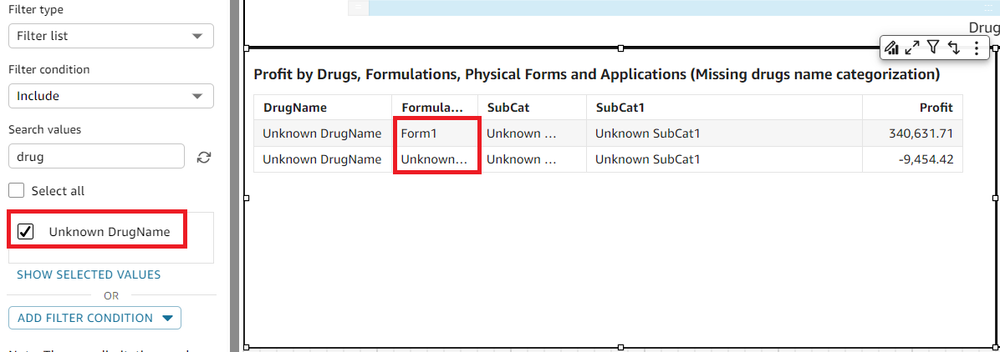 Filter type
Filter list
Filter condition
Include
Search values
drug
Select all
Unknown DrugName
SHOW SELECTED VALUES
OR
ADD FILTER CONDITION
Drug
Profit by Drugs, Formulations, Physical Forms and Applications (Missing drugs name categorization)
DrugName Formula... SubCat SubCat1 Profit
Unknown DrugName Form1 Unknown ... Unknown SubCat1 340,631.71
Unknown DrugName Unknown... Unknown ... Unknown SubCat1 -9,454.42